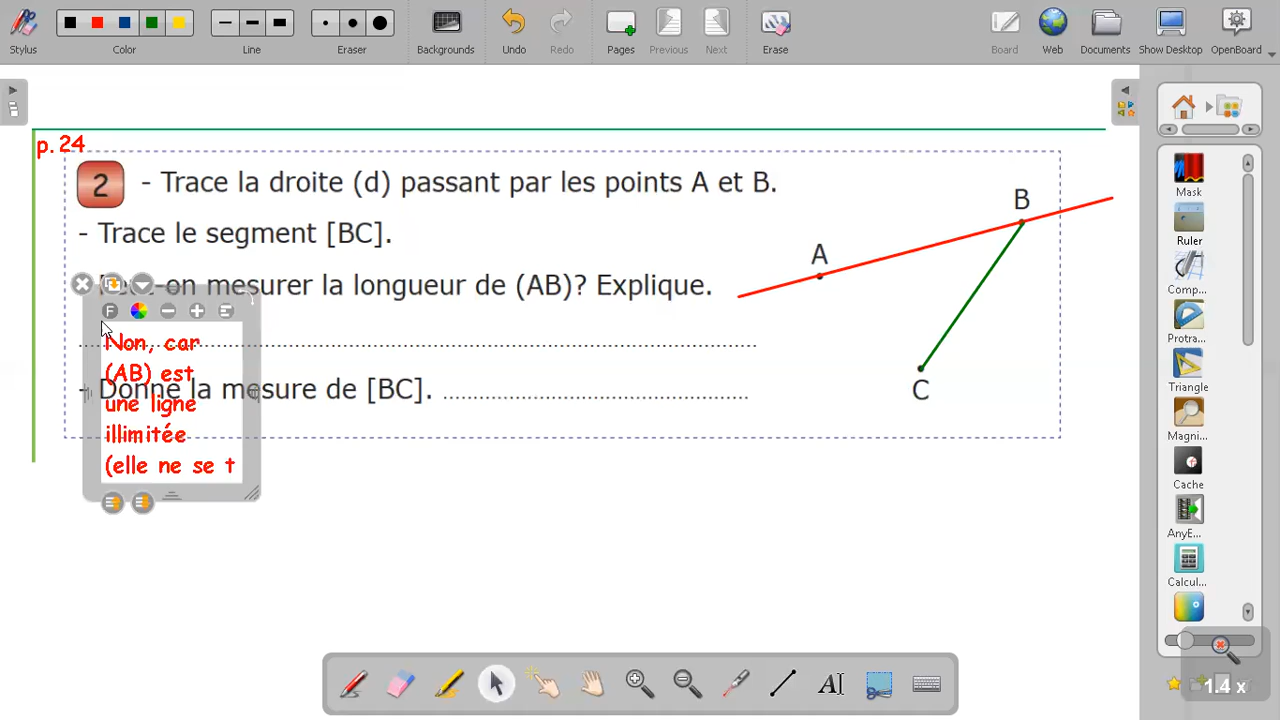 Stylus
Color
Line
Eraser
Backgrounds
Undo
Redo
Pages
Previous
Next
Erase
Board
Web
Documents
Show Desktop
OpenBoard
p. 24
2 - Trace la droite (d) passant par les points A et B.
- Trace le segment [BC].
-on mesurer la longueur de (AB)? Explique.
- Donne la mesure de [BC].
Non, car
(AB) est
une ligne
illimitée
(elle ne se t
F
A
B
C
Mask
Ruler
Comp...
Protra...
Triangle
Magni...
Cache
AnyE...
Calcul...
1.4 x
AI